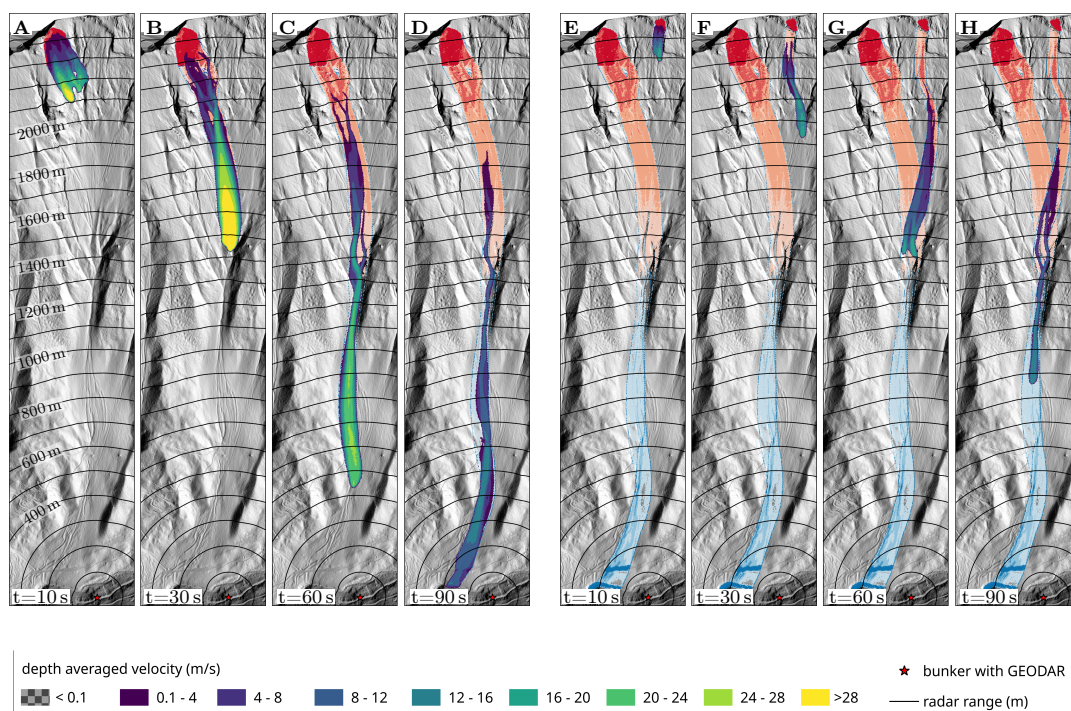 A B C D E F G H
2000 m
1800 m
1600 m
1400 m
1200 m
1000 m
800 m
600 m
400 m
t=10 s t=30 s t=60 s t=90 s t=10 s t=30 s t=60 s t=90 s
depth averaged velocity (m/s)
bunker with GEODAR
< 0.1 0.1 - 4 4 - 8 8 - 12 12 - 16 16 - 20 20 - 24 24 - 28 >28
radar range (m)